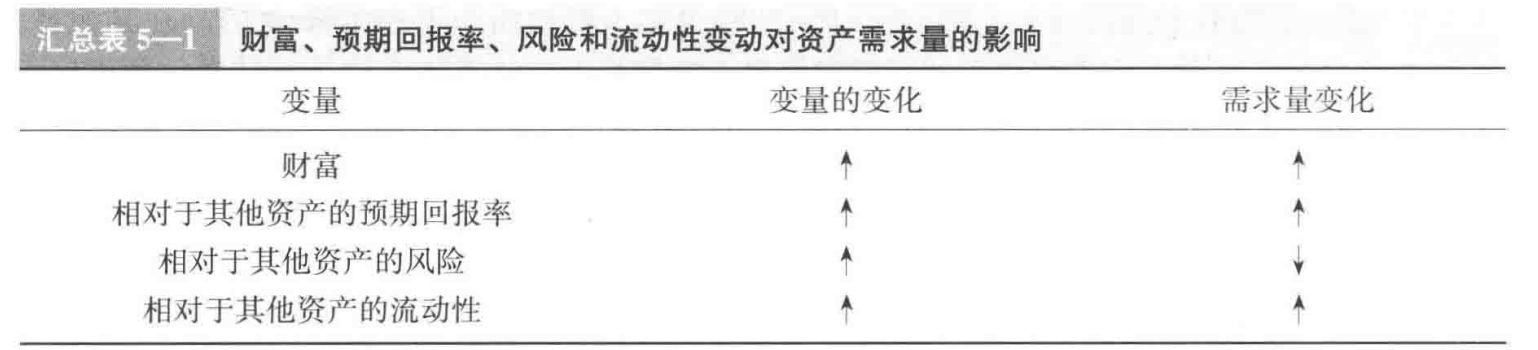 汇总表 5—1 财富、预期回报率、风险和流动性变动对资产需求量的影响
变量 变量的变化 需求量变化
财富 ↑ ↑
相对于其他资产的预期回报率 ↑ ↑
相对于其他资产的风险 ↑ ↓
相对于其他资产的流动性 ↑ ↑